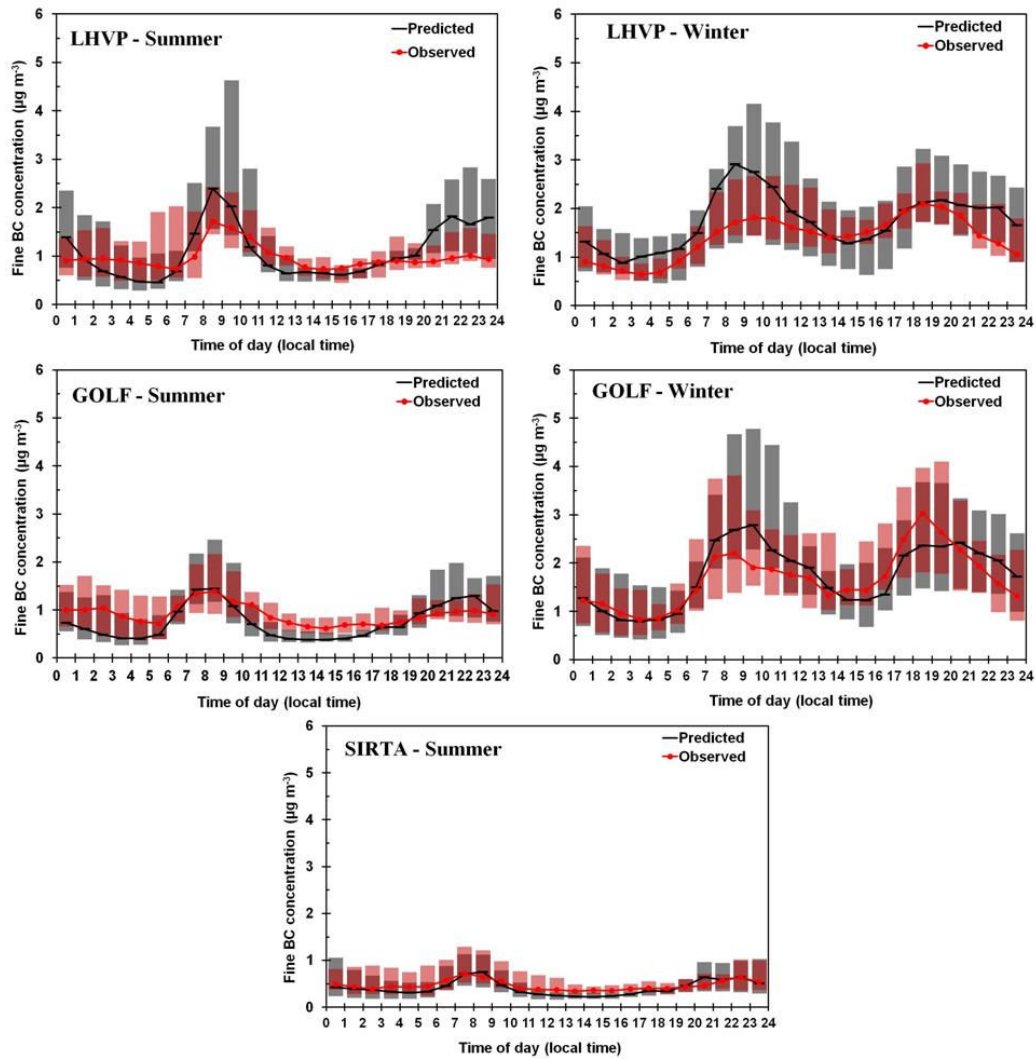 LHVP - Summer
Predicted
Observed
Fine BC concentration (µg m⁻³)
6
5
4
3
2
1
0
0 1 2 3 4 5 6 7 8 9 10 11 12 13 14 15 16 17 18 19 20 21 22 23 24
Time of day (local time)
LHVP - Winter
Predicted
Observed
Fine BC concentration (µg m⁻³)
6
5
4
3
2
1
0
0 1 2 3 4 5 6 7 8 9 10 11 12 13 14 15 16 17 18 19 20 21 22 23 24
Time of day (local time)
GOLF - Summer
Predicted
Observed
Fine BC concentration (µg m⁻³)
6
5
4
3
2
1
0
0 1 2 3 4 5 6 7 8 9 10 11 12 13 14 15 16 17 18 19 20 21 22 23 24
Time of day (local time)
GOLF - Winter
Predicted
Observed
Fine BC concentration (µg m⁻³)
6
5
4
3
2
1
0
0 1 2 3 4 5 6 7 8 9 10 11 12 13 14 15 16 17 18 19 20 21 22 23 24
Time of day (local time)
SIRTA - Summer
Predicted
Observed
Fine BC concentration (µg m⁻³)
6
5
4
3
2
1
0
0 1 2 3 4 5 6 7 8 9 10 11 12 13 14 15 16 17 18 19 20 21 22 23 24
Time of day (local time)